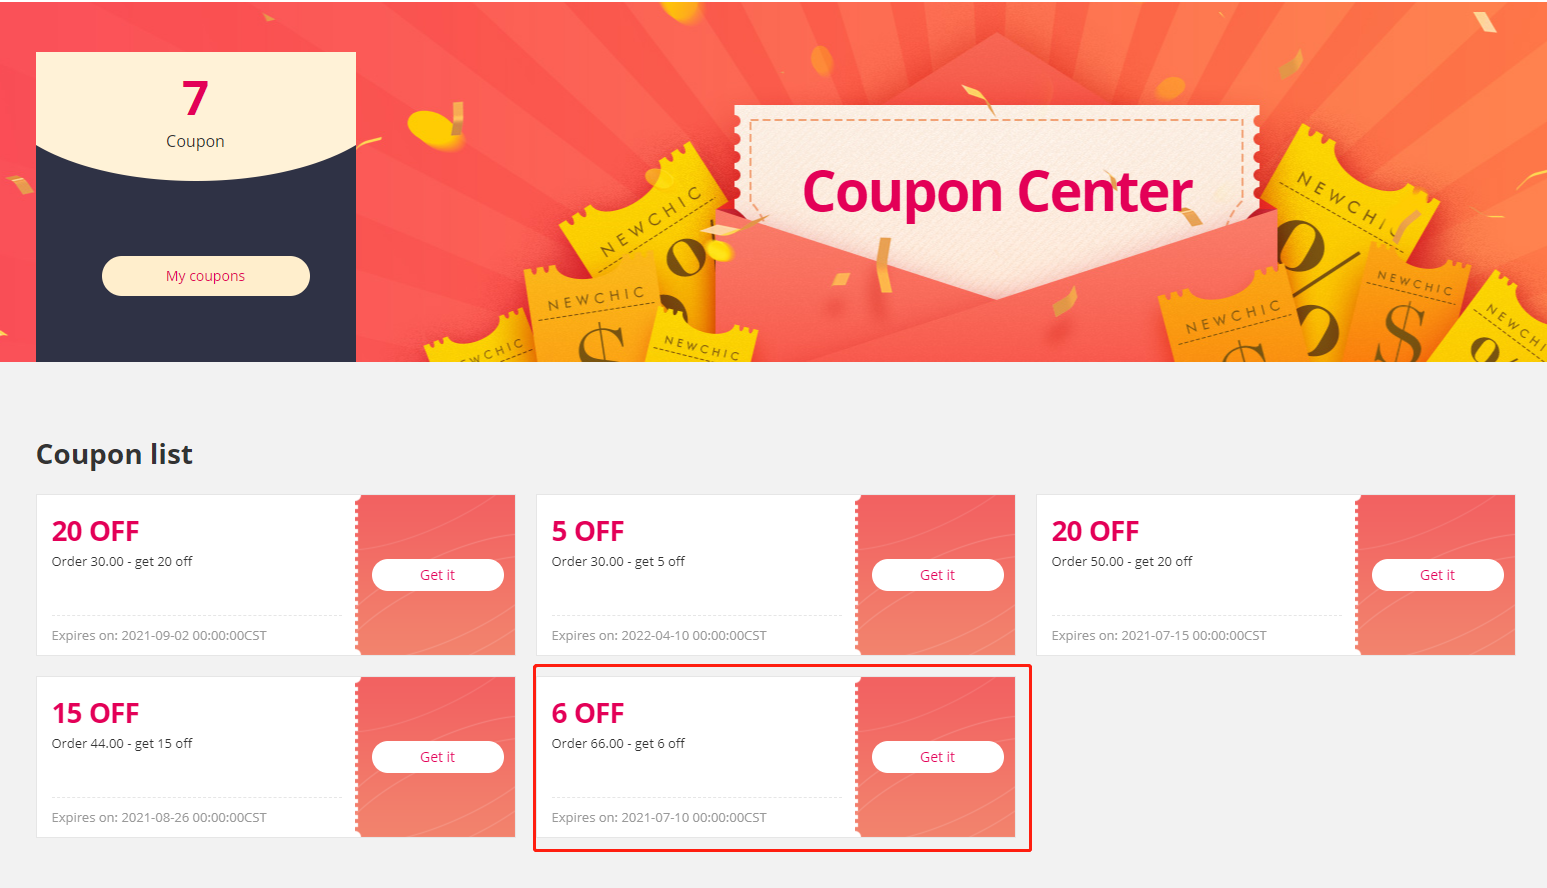 7
Coupon
My coupons
Coupon Center
NEWCHIC
%
NEWCHIC
$
NEWCHIC
%
NEWCHIC
$
NEWCHIC
$
NEWCHIC
%
Coupon list
20 OFF
Order 30.00 - get 20 off
Get it
Expires on: 2021-09-02 00:00:00CST
5 OFF
Order 30.00 - get 5 off
Get it
Expires on: 2022-04-10 00:00:00CST
20 OFF
Order 50.00 - get 20 off
Get it
Expires on: 2021-07-15 00:00:00CST
15 OFF
Order 44.00 - get 15 off
Get it
Expires on: 2021-08-26 00:00:00CST
6 OFF
Order 66.00 - get 6 off
Get it
Expires on: 2021-07-10 00:00:00CST